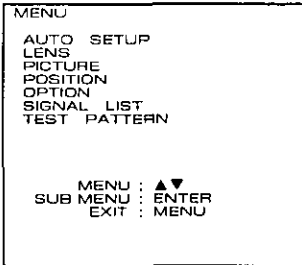 MENU
AUTO SETUP
LENS
PICTURE
POSITION
OPTION
SIGNAL LIST
TEST PATTERN
MENU : ▲▼
SUB MENU : ENTER
EXIT : MENU